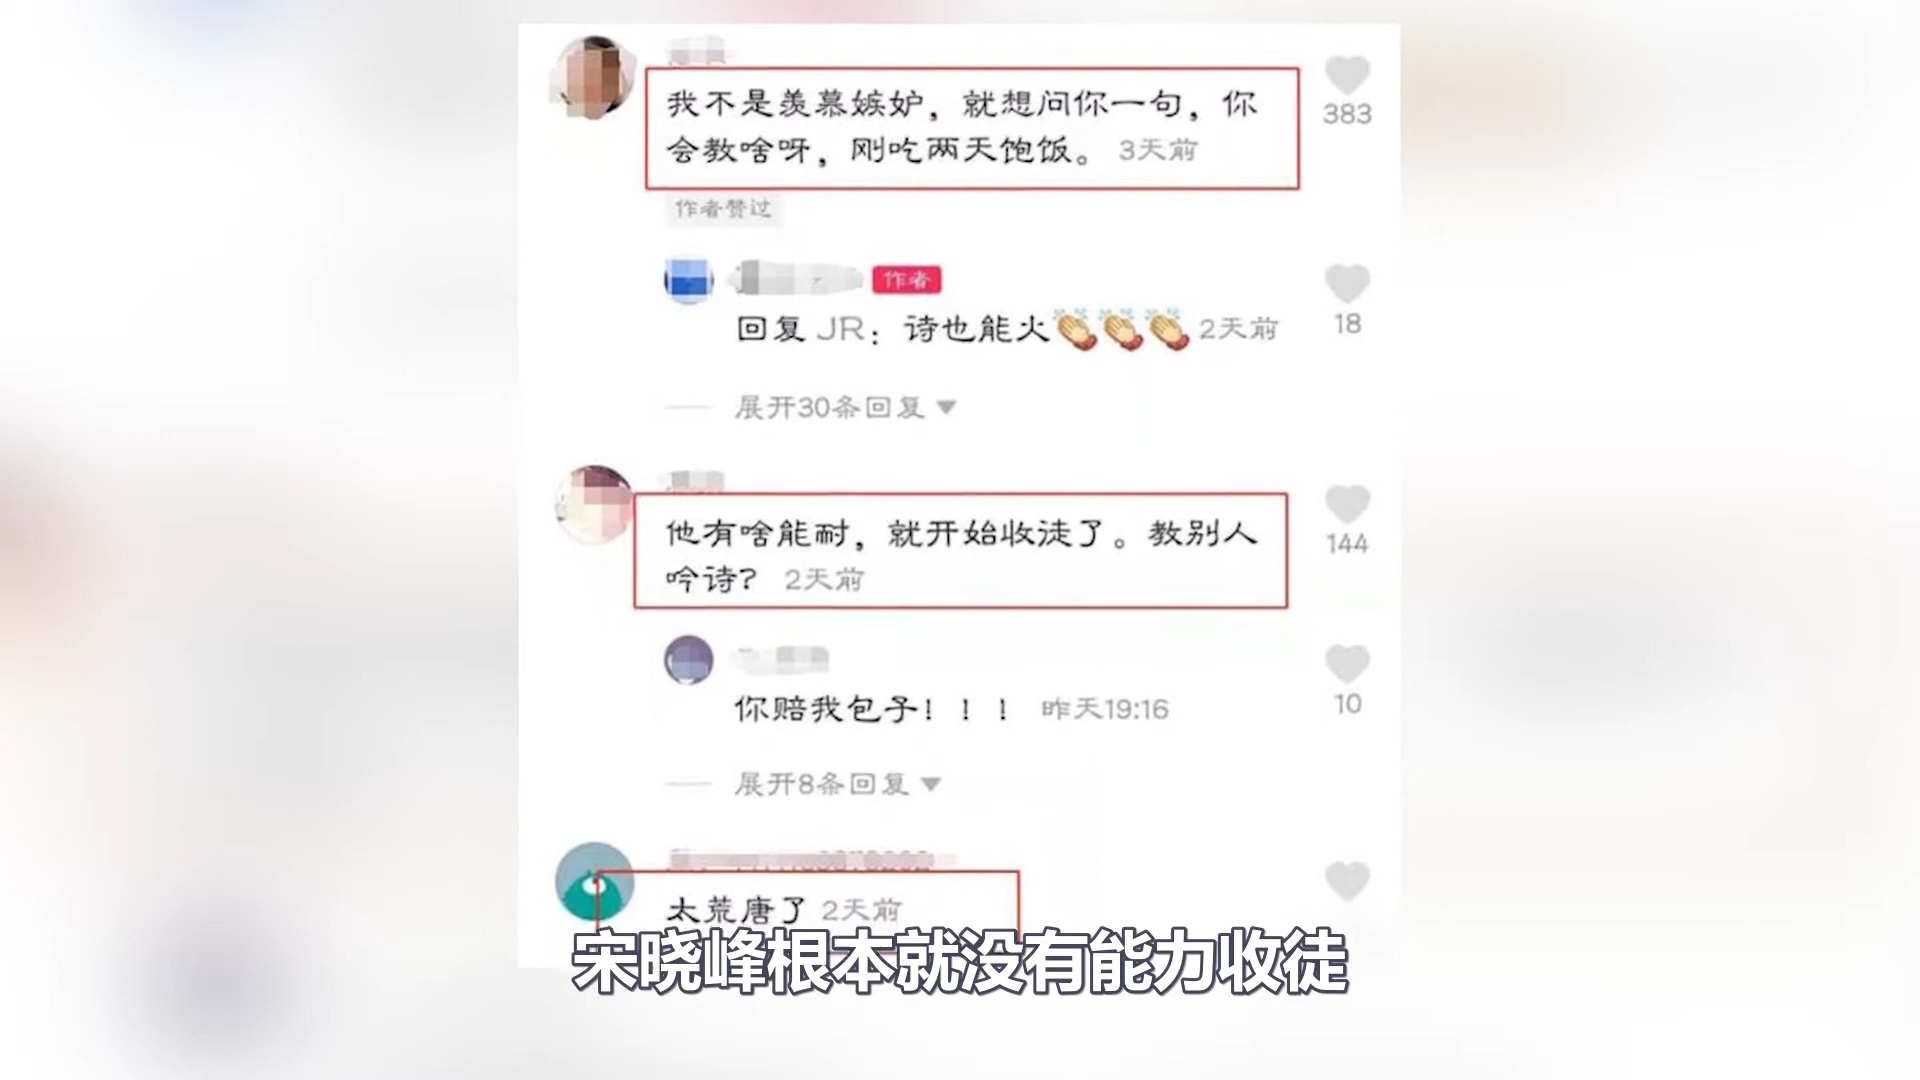 我不是羡慕嫉妒，就想问你一句，你
会教啥呀，刚吃两天饱饭。 3天前
383
作者赞过
作者
回复 JR：诗也能火👏👏👏 2天前
18
展开30条回复
他有啥能耐，就开始收徒了。教别人
吟诗? 2天前
144
你赔我包子！！！ 昨天19:16
10
展开8条回复
太荒唐了 2天前
宋晓峰根本就没有能力收徒